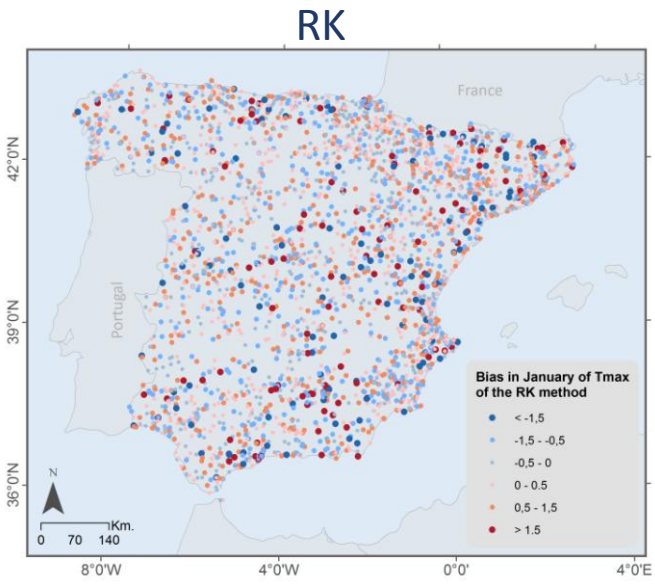 RK
France
42°0'N
Portugal
39°0'N
Bias in January of Tmax
of the RK method
< -1,5
-1,5 - -0,5
-0,5 - 0
0 - 0.5
0,5 - 1,5
> 1.5
36°0'N
N
Km.
0 70 140
8°0'W 4°0'W 0°0' 4°0'E